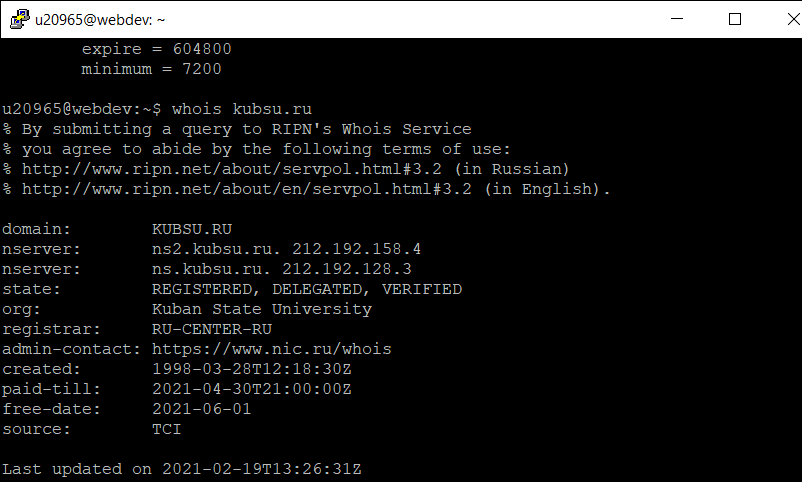 u20965@webdev: ~
expire = 604800
minimum = 7200
u20965@webdev:~$ whois kubsu.ru
% By submitting a query to RIPN's Whois Service
% you agree to abide by the following terms of use:
% http://www.ripn.net/about/servpol.html#3.2 (in Russian)
% http://www.ripn.net/about/en/servpol.html#3.2 (in English).
domain: KUBSU.RU
nserver: ns2.kubsu.ru. 212.192.158.4
nserver: ns.kubsu.ru. 212.192.128.3
state: REGISTERED, DELEGATED, VERIFIED
org: Kuban State University
registrar: RU-CENTER-RU
admin-contact: https://www.nic.ru/whois
created: 1998-03-28T12:18:30Z
paid-till: 2021-04-30T21:00:00Z
free-date: 2021-06-01
source: TCI
Last updated on 2021-02-19T13:26:31Z